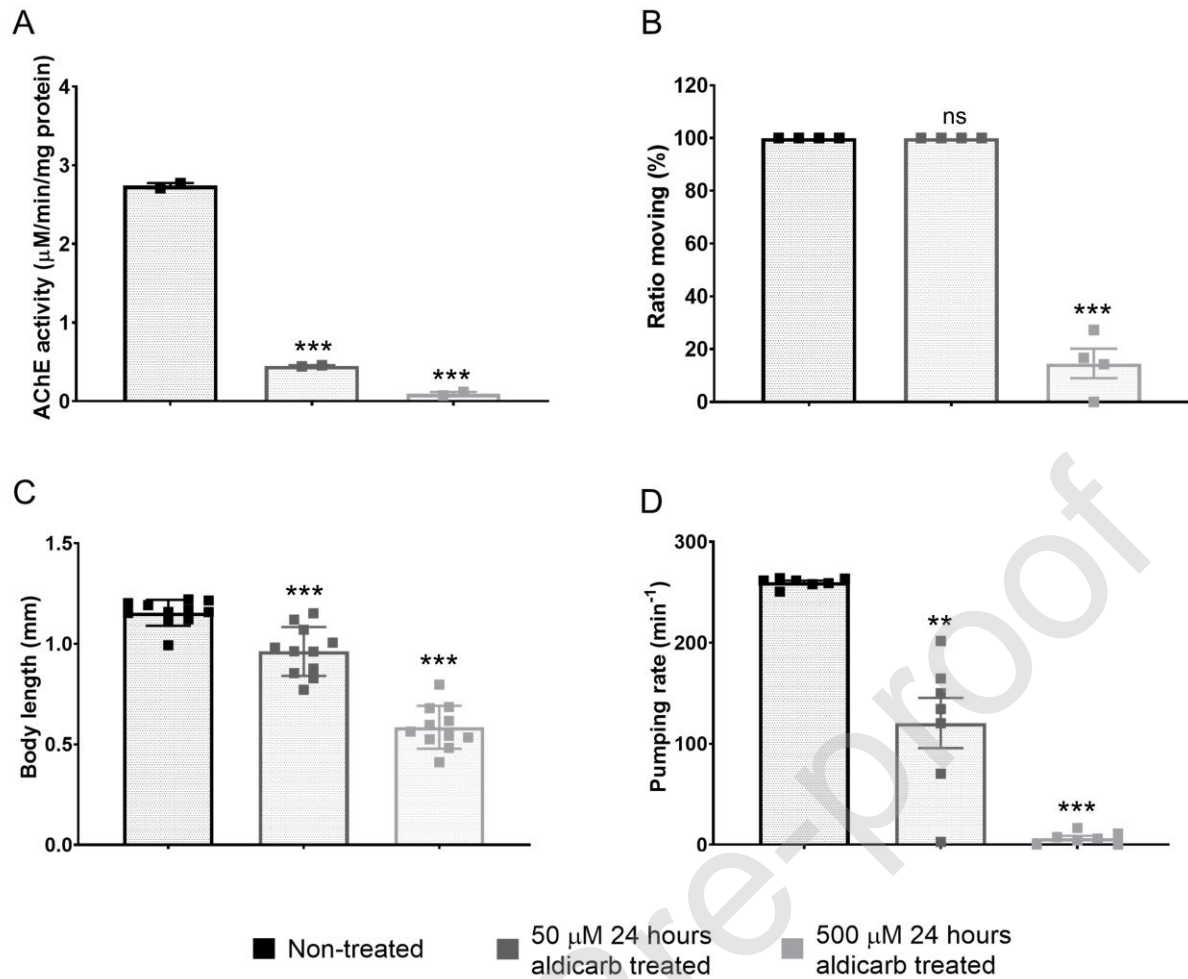 A
AChE activity (μM/min/mg protein)
4
3
2
1
0
***
***
B
Ratio moving (%)
120
100
80
60
40
20
0
ns
***
C
Body length (mm)
1.5
1.0
0.5
0.0
***
***
D
Pumping rate (min-1)
300
200
100
0
**
***
Non-treated
50 μM 24 hours
aldicarb treated
500 μM 24 hours
aldicarb treated
pre-proof